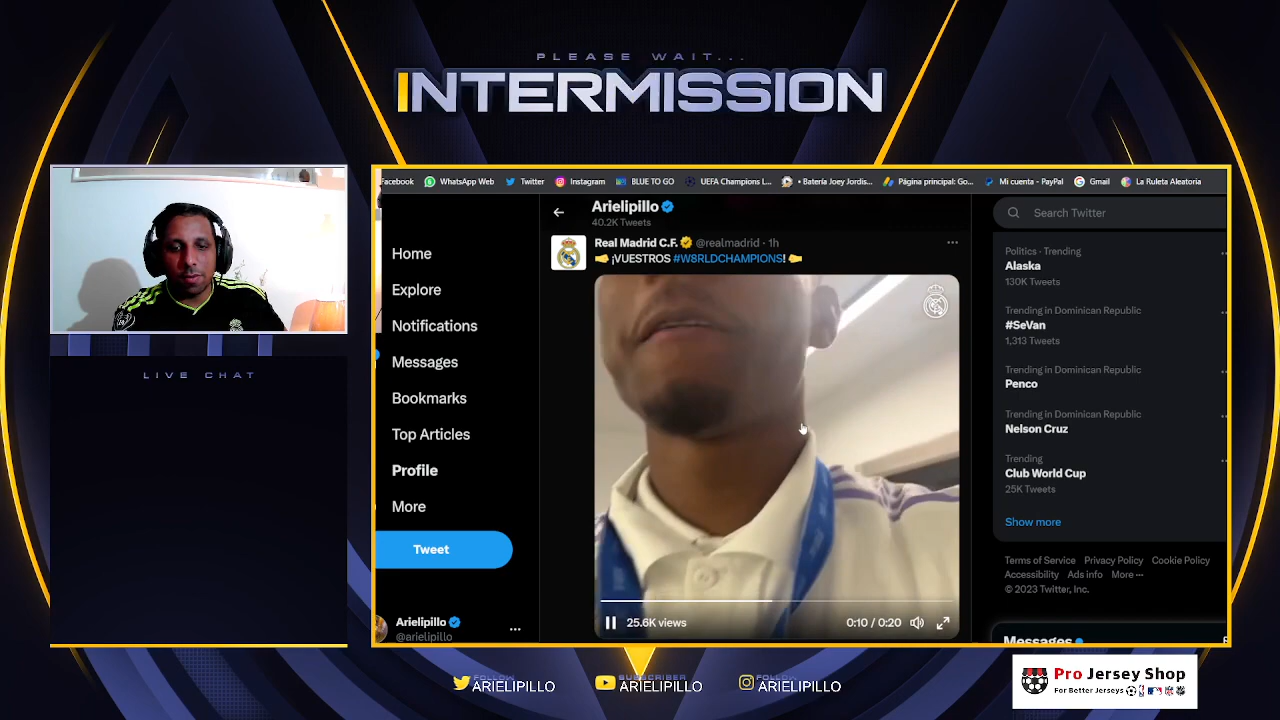 PLEASE WAIT...
INTERMISSION
Facebook
WhatsApp Web
Twitter
Instagram
BLUE TO GO
UEFA Champions L...
• Batería Joey Jordis...
Página principal: Go...
Mi cuenta - PayPal
Gmail
La Ruleta Aleatoria
Arielipillo
40.2K Tweets
Search Twitter
Real Madrid C.F. @realmadrid · 1h
¡VUESTROS #W8RLDCHAMPIONS!
Home
Explore
Notifications
Messages
Bookmarks
Top Articles
Profile
More
Tweet
Arielipillo
@arielipillo
25.6K views
0:10 / 0:20
Politics · Trending
Alaska
130K Tweets
Trending in Dominican Republic
#SeVan
1,313 Tweets
Trending in Dominican Republic
Penco
Trending in Dominican Republic
Nelson Cruz
Trending
Club World Cup
25K Tweets
Show more
Terms of Service Privacy Policy Cookie Policy
Accessibility Ads info More ...
© 2023 Twitter, Inc.
Messages
LIVE CHAT
FOLLOW
ARIELIPILLO
SUBSCRIBER
ARIELIPILLO
FOLLOW
ARIELIPILLO
Pro Jersey Shop
For Better Jerseys